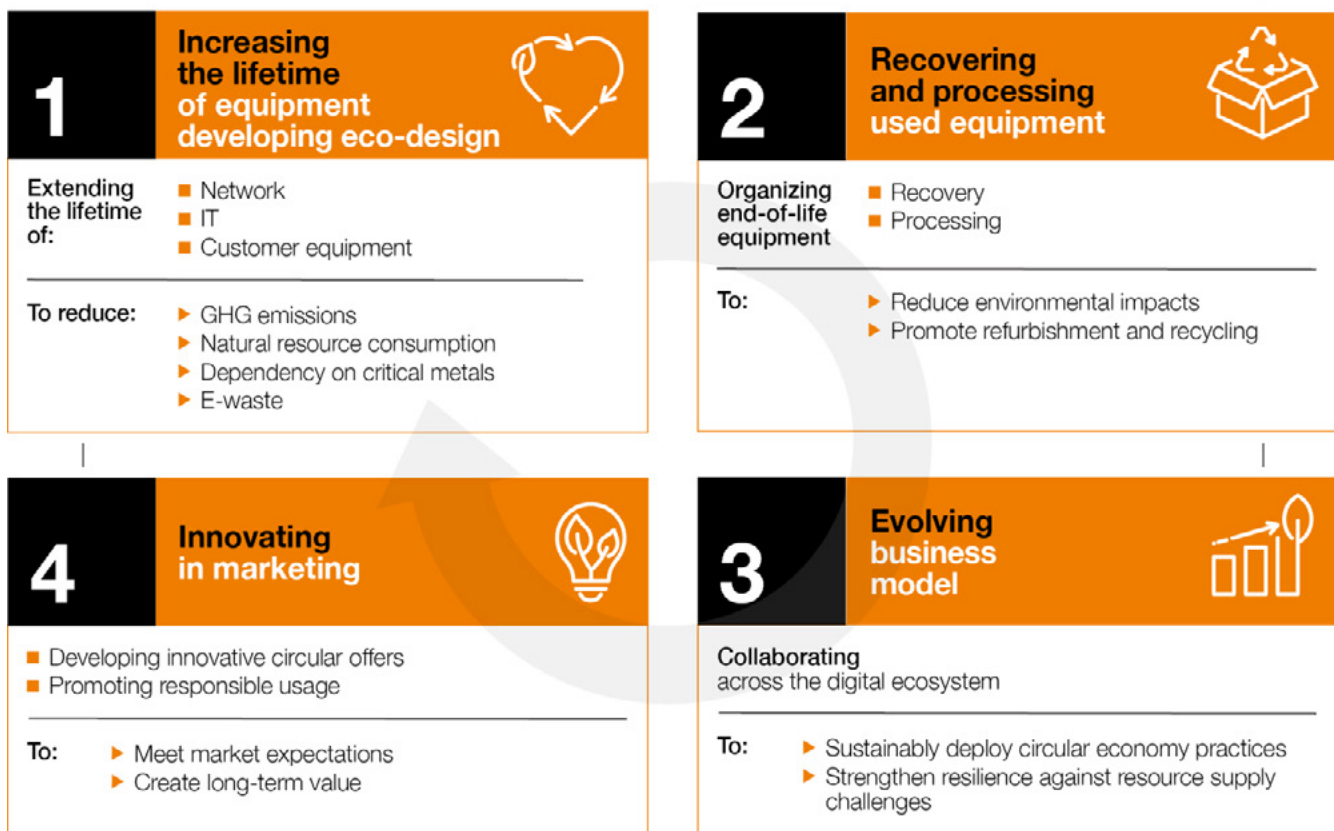 1
Increasing
the lifetime
of equipment
developing eco-design
Extending
the lifetime
of:
Network
IT
Customer equipment
To reduce:
GHG emissions
Natural resource consumption
Dependency on critical metals
E-waste
2
Recovering
and processing
used equipment
Organizing
end-of-life
equipment
Recovery
Processing
To:
Reduce environmental impacts
Promote refurbishment and recycling
3
Evolving
business
model
Collaborating
across the digital ecosystem
To:
Sustainably deploy circular economy practices
Strengthen resilience against resource supply
challenges
4
Innovating
in marketing
Developing innovative circular offers
Promoting responsible usage
To:
Meet market expectations
Create long-term value